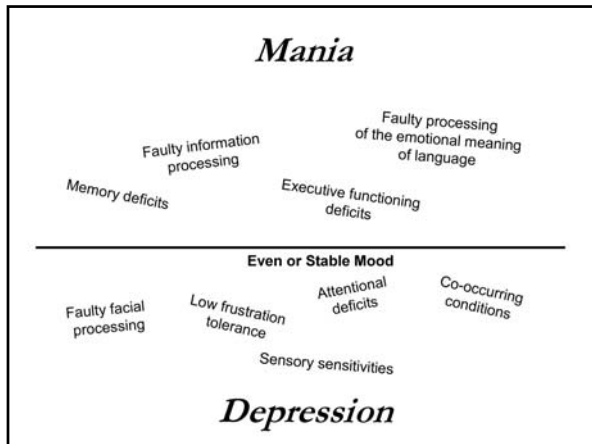 Mania
Faulty processing
of the emotional meaning
of language
Faulty information
processing
Memory deficits
Executive functioning
deficits
Even or Stable Mood
Faulty facial
processing
Low frustration
tolerance
Attentional
deficits
Co-occurring
conditions
Sensory sensitivities
Depression